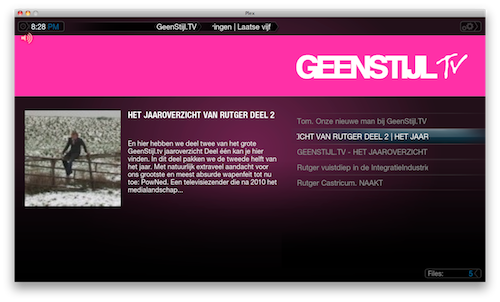 Plex
8:28 PM
GeenStijl.TV
ringen | Laatse vijf
GEENSTIJL TV
HET JAAROVERZICHT VAN RUTGER DEEL 2
En hier hebben we deel twee van het grote
GeenStijl.tv jaaroverzicht Deel één kan je hier
vinden. In dit deel pakken we de tweede helft van
het jaar. Met natuurlijk extraveel aandacht voor
ons grootste en meest absurde wapenfeit tot nu
toe: PowNed. Een televisiezender die na 2010 het
medialandschap...
Tom. Onze nieuwe man bij GeenStijl.TV
ICHT VAN RUTGER DEEL 2 | HET JAAR
GEENSTIJL.TV - HET JAAROVERZICHT
Rutger vuistdiep in de IntegratieIndustrie
Rutger Castricum. NAAKT
Files: 5